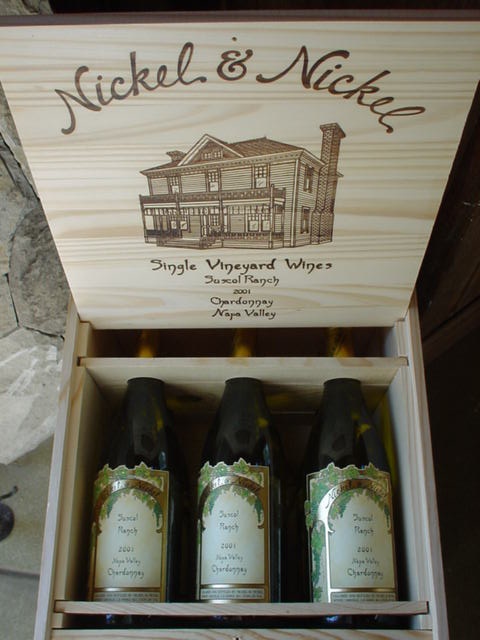 Nickel & Nickel
Single Vineyard Wines
Suscol Ranch
2001
Chardonnay
Napa Valley
Suscol
Ranch
2001
Napa Valley
Chardonnay
Suscol
Ranch
2001
Napa Valley
Chardonnay
Suscol
Ranch
2001
Napa Valley
Chardonnay